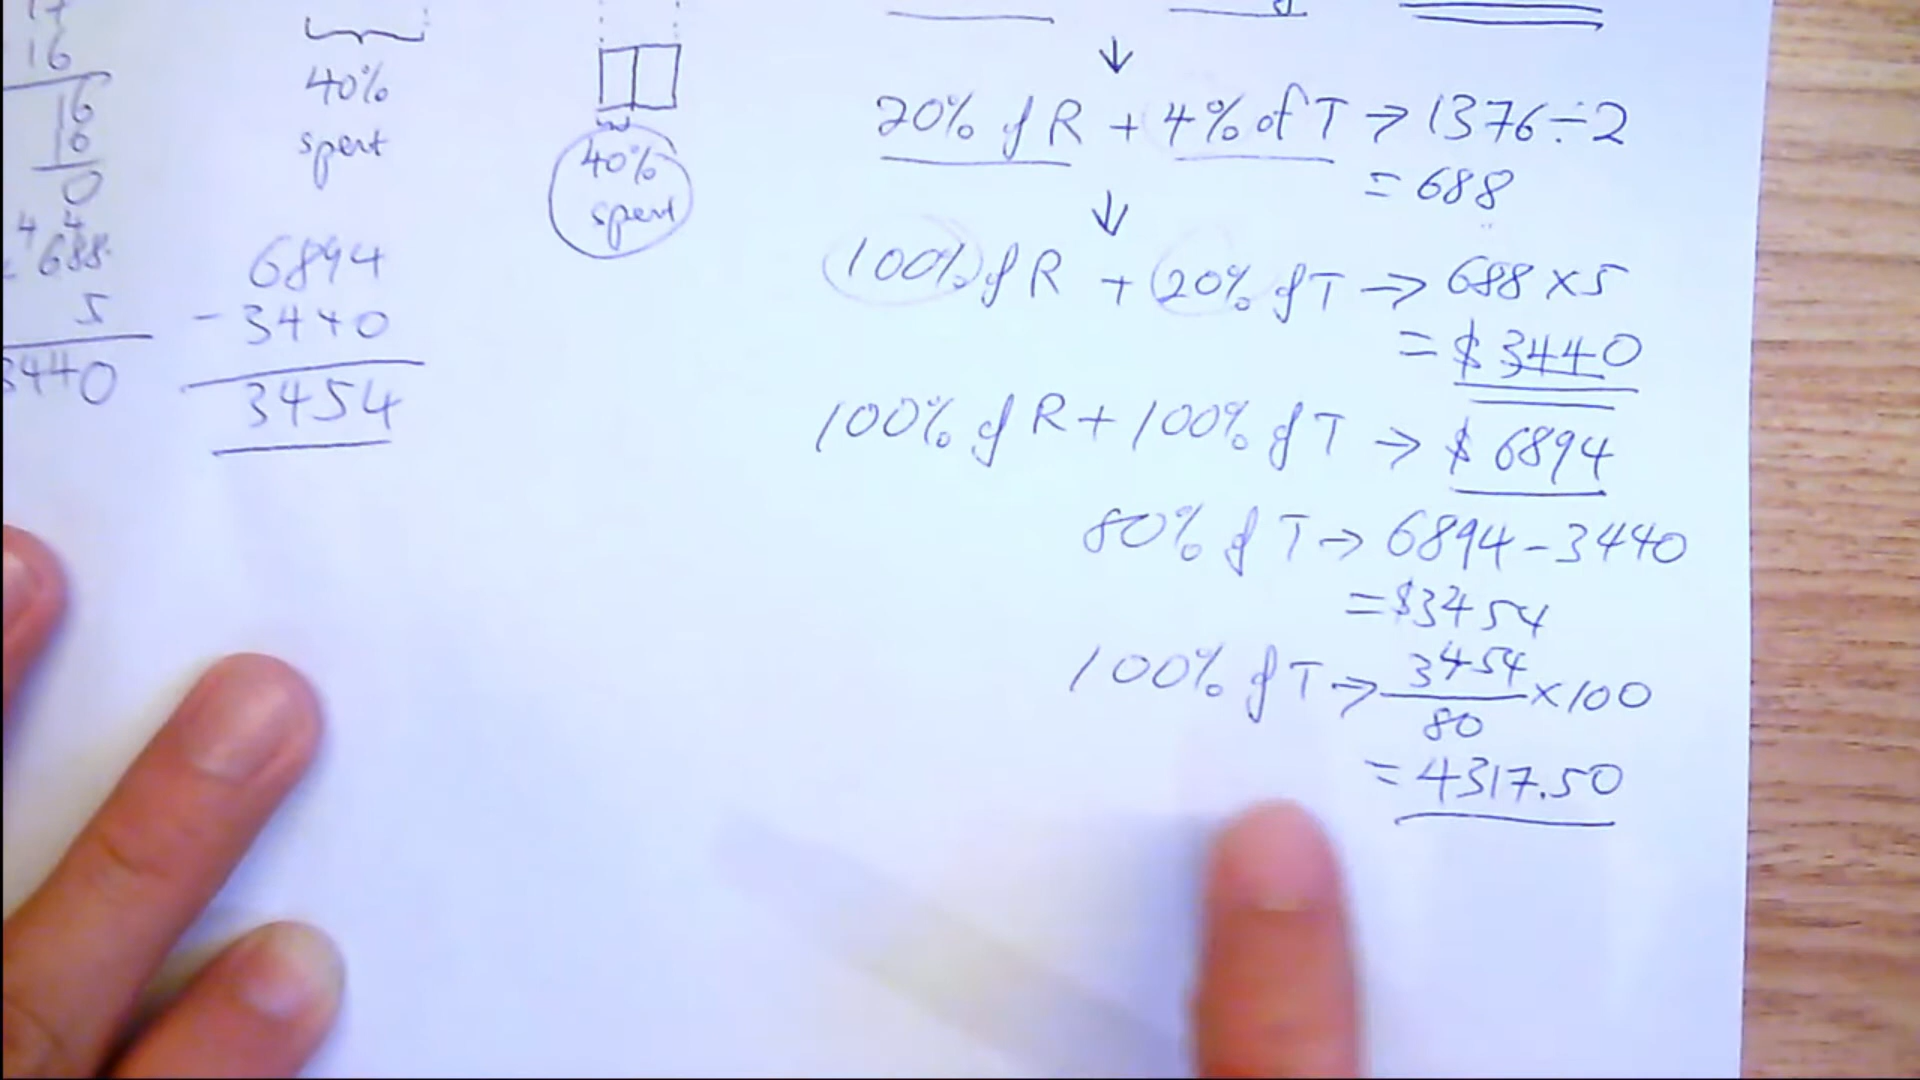 16
16
16
0
4 4
688
5
3440
40%
spent
6894
- 3440
3454
40%
spent
20% of R + 4% of T → 1376 ÷ 2
= 688
100% of R + 20% of T → 688 × 5
= $3440
100% of R + 100% of T → $6894
80% of T → 6894 - 3440
= $3454
100% of T → 3454/80 × 100
= 4317.50